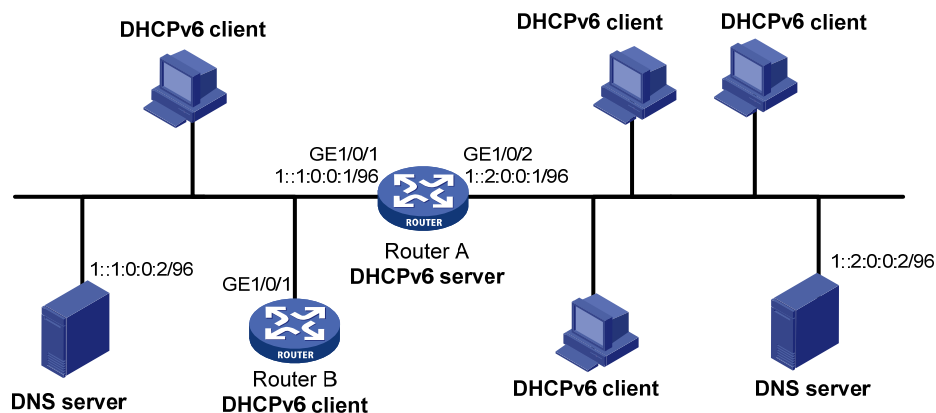 DHCPv6 client
DHCPv6 client
DHCPv6 client
GE1/0/1
1::1:0:0:1/96
GE1/0/2
1::2:0:0:1/96
ROUTER
Router A
DHCPv6 server
1::1:0:0:2/96
GE1/0/1
1::2:0:0:2/96
ROUTER
Router B
DHCPv6 client
DNS server
DHCPv6 client
DNS server